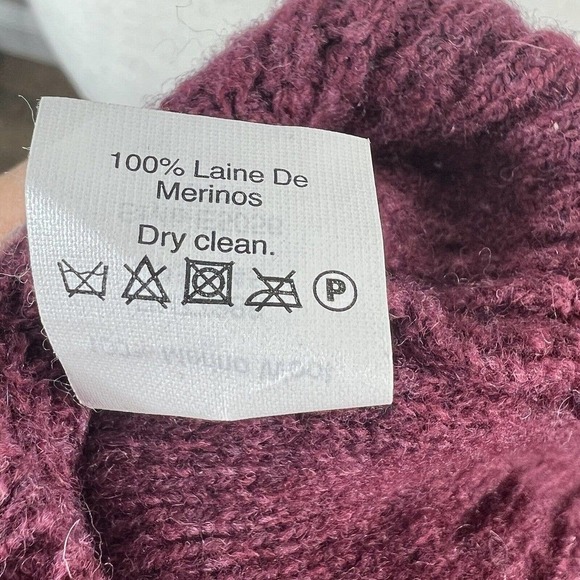 100% Laine De
Merinos
Dry clean.
P